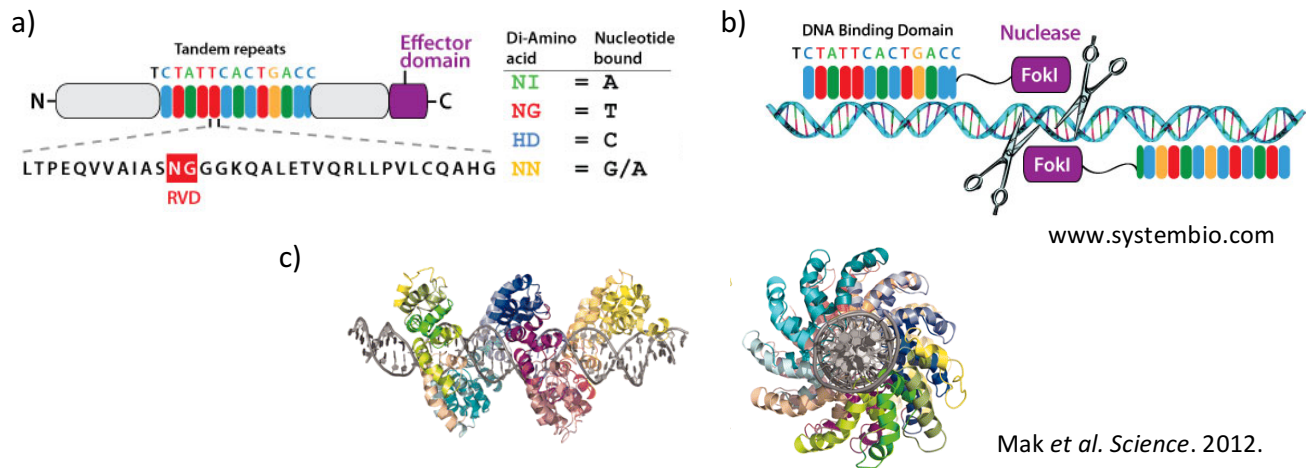 a)
Tandem repeats
Effector
domain
TCTATTCACTGACC
N
C
LTPEQVVAIASNGGGKQALETVQRLLPVLCQAHG
RVD
Di-Amino acid Nucleotide bound
NI = A
NG = T
HD = C
NN = G/A
b)
DNA Binding Domain
Nuclease
TCTATTCACTGACC
FokI
FokI
www.systembio.com
c)
Mak et al. Science. 2012.